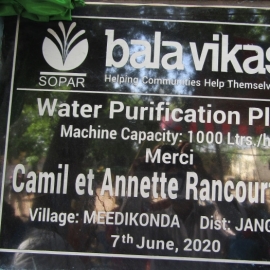 SOPAR
bala vikas
Helping Communities Help Themsel
Water Purification Pl
Machine Capacity: 1000 Ltrs./h
Merci
Camil et Annette Rancour
Village: MEEDIKONDA Dist: JANG
7th June, 2020